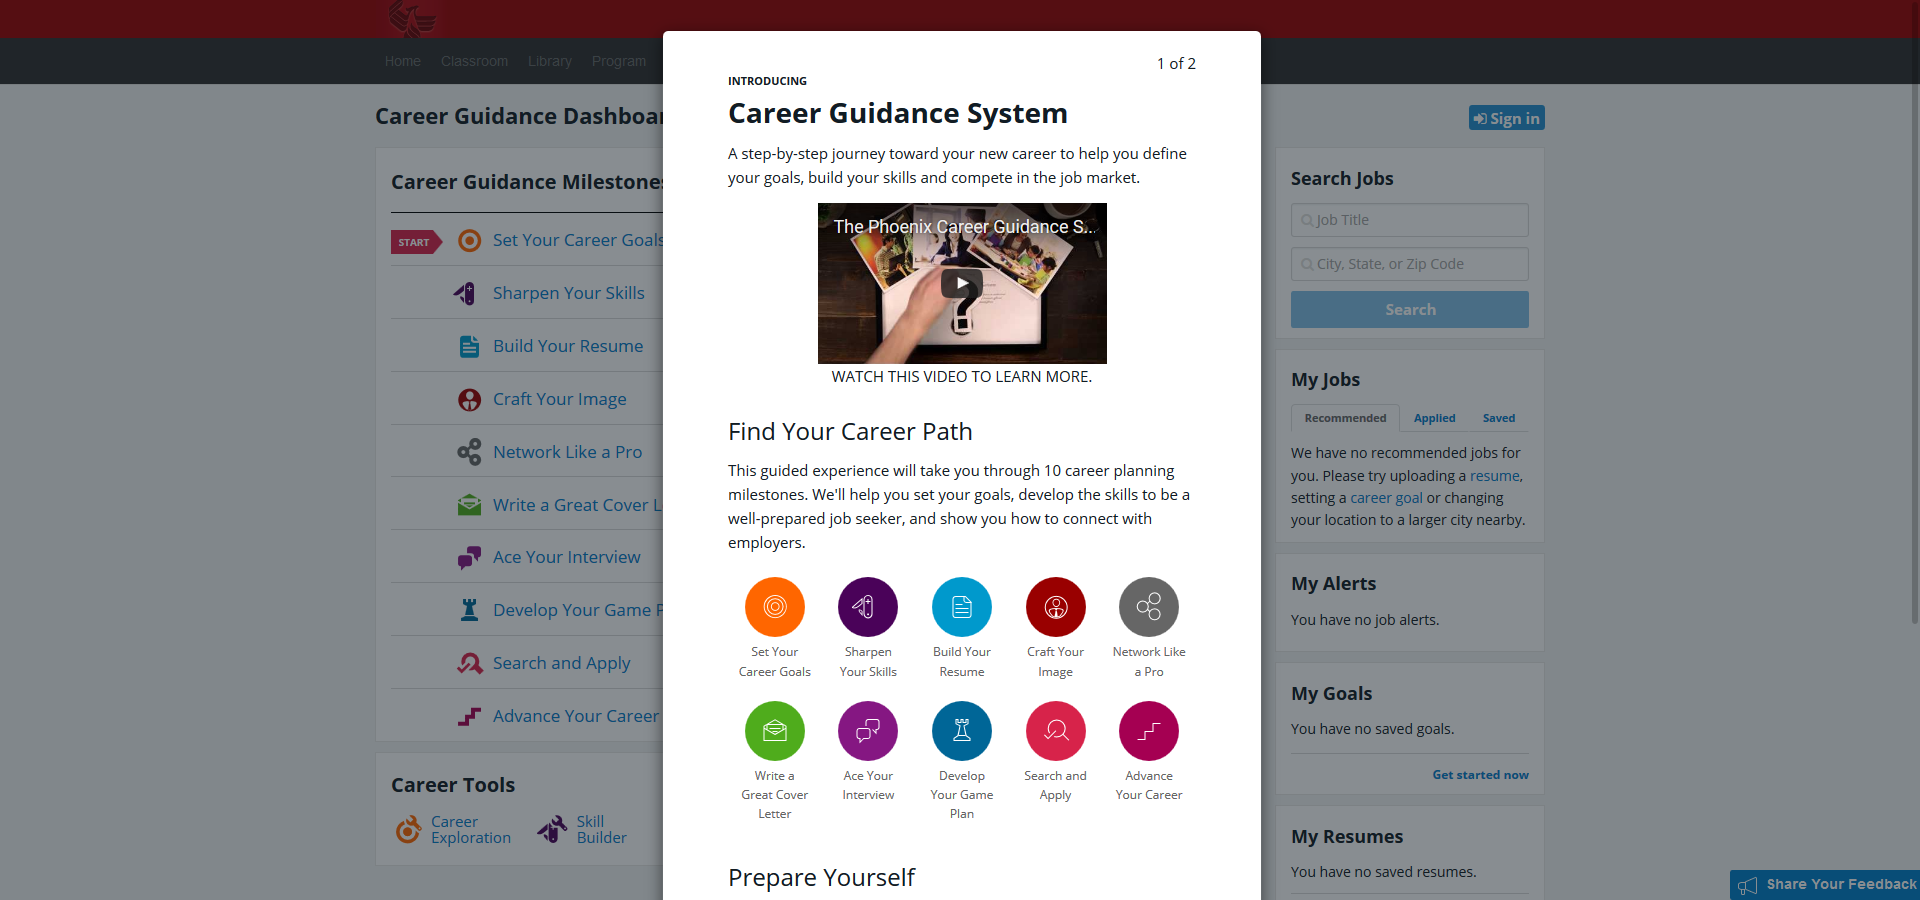 Home Classroom Library Program
Career Guidance Dashboar
Sign in
Career Guidance Milestones
START
Set Your Career Goals
Sharpen Your Skills
Build Your Resume
Craft Your Image
Network Like a Pro
Write a Great Cover L
Ace Your Interview
Develop Your Game P
Search and Apply
Advance Your Career
Career Tools
Career
Exploration
Skill
Builder
1 of 2
INTRODUCING
Career Guidance System
A step-by-step journey toward your new career to help you define
your goals, build your skills and compete in the job market.
The Phoenix Career Guidance S...
WATCH THIS VIDEO TO LEARN MORE.
Find Your Career Path
This guided experience will take you through 10 career planning
milestones. We'll help you set your goals, develop the skills to be a
well-prepared job seeker, and show you how to connect with
employers.
Set Your
Career Goals
Sharpen
Your Skills
Build Your
Resume
Craft Your
Image
Network Like
a Pro
Write a
Great Cover
Letter
Ace Your
Interview
Develop
Your Game
Plan
Search and
Apply
Advance
Your Career
Prepare Yourself
Search Jobs
Job Title
City, State, or Zip Code
Search
My Jobs
Recommended Applied Saved
We have no recommended jobs for
you. Please try uploading a resume,
setting a career goal or changing
your location to a larger city nearby.
My Alerts
You have no job alerts.
My Goals
You have no saved goals.
Get started now
My Resumes
You have no saved resumes.
Share Your Feedback